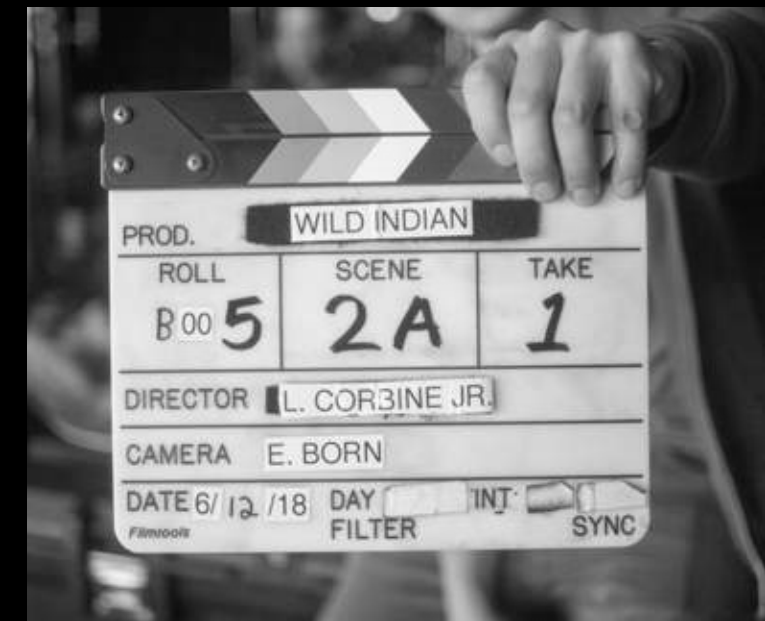 PROD. WILD INDIAN
ROLL SCENE TAKE
B 00 5 2A 1
DIRECTOR L. CORBINE JR.
CAMERA E. BORN
DATE 6/ 12 /18 DAY INT
Filmtools FILTER SYNC